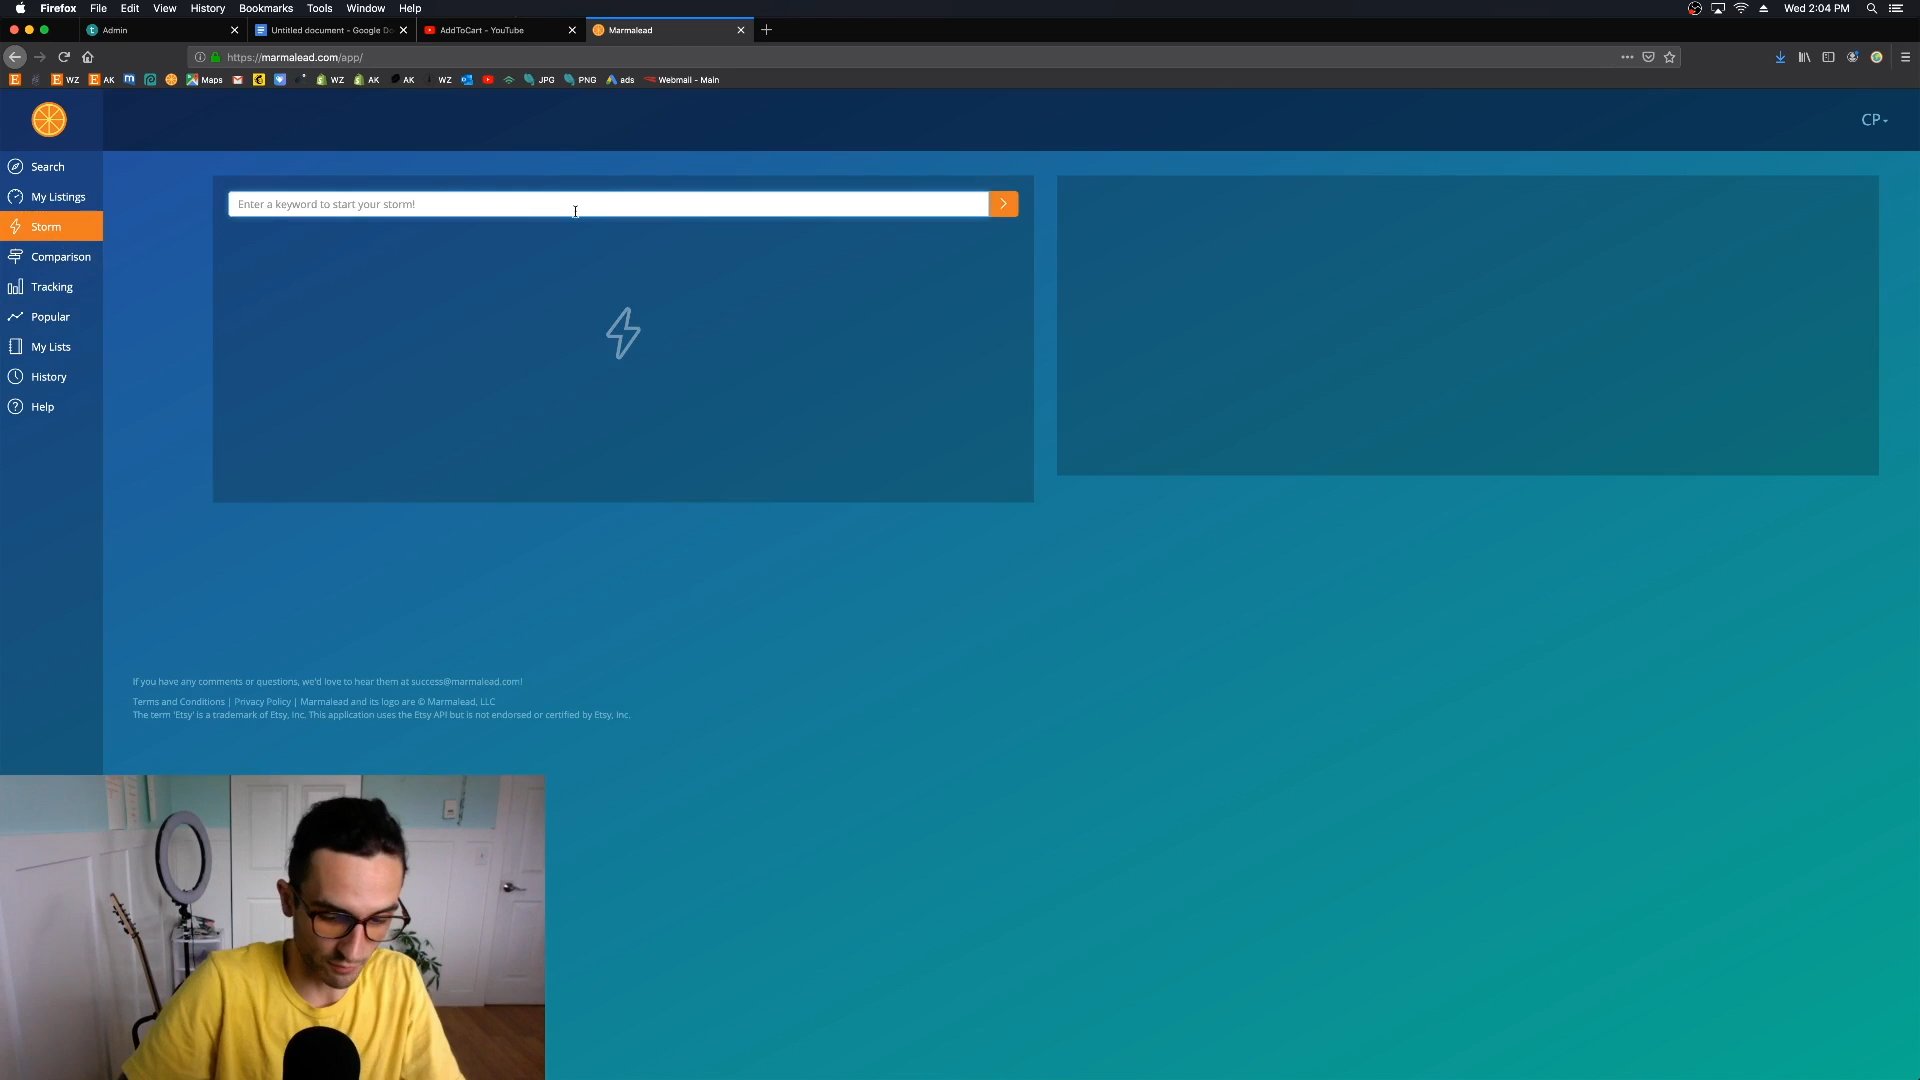 Firefox File Edit View History Bookmarks Tools Window Help Wed 2:04 PM
Admin Untitled document - Google Do AddToCart - YouTube Marmalead
https://marmalead.com/app/
WZ AK Maps WZ AK AK WZ JPG PNG ads Webmail - Main
CP
Search
My Listings
Storm
Comparison
Tracking
Popular
My Lists
History
Help
Enter a keyword to start your storm!
If you have any comments or questions, we'd love to hear them at success@marmalead.com!
Terms and Conditions | Privacy Policy | Marmalead and its logo are © Marmalead, LLC
The term 'Etsy' is a trademark of Etsy, Inc. This application uses the Etsy API but is not endorsed or certified by Etsy, Inc.